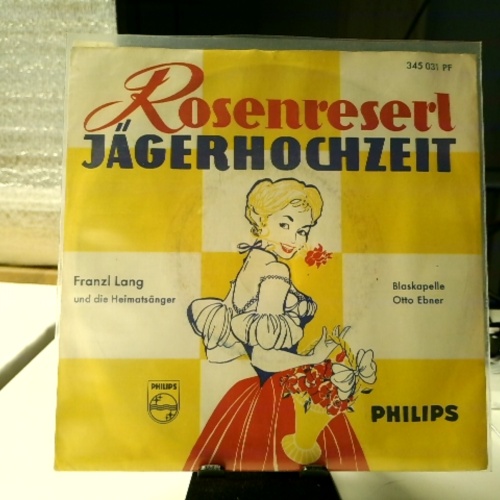 345 031 PF
Rosenreserl
JÄGERHOCHZEIT
Franzl Lang
und die Heimatsänger
Blaskapelle
Otto Ebner
PHILIPS
PHILIPS